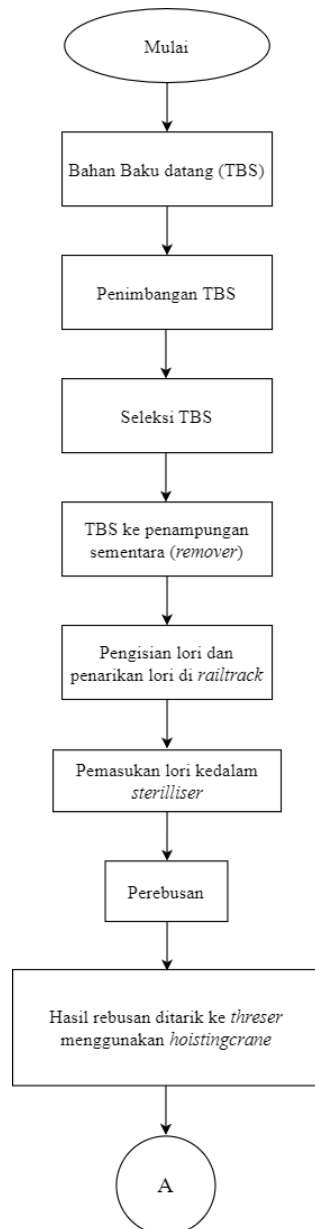 Mulai
Bahan Baku datang (TBS)
Penimbangan TBS
Seleksi TBS
TBS ke penampungan
sementara (remover)
Pengisian lori dan
penarikan lori di railtrack
Pemasukan lori kedalam
sterilliser
Perebusan
Hasil rebusan ditarik ke threser
menggunakan hoistingcrane
A